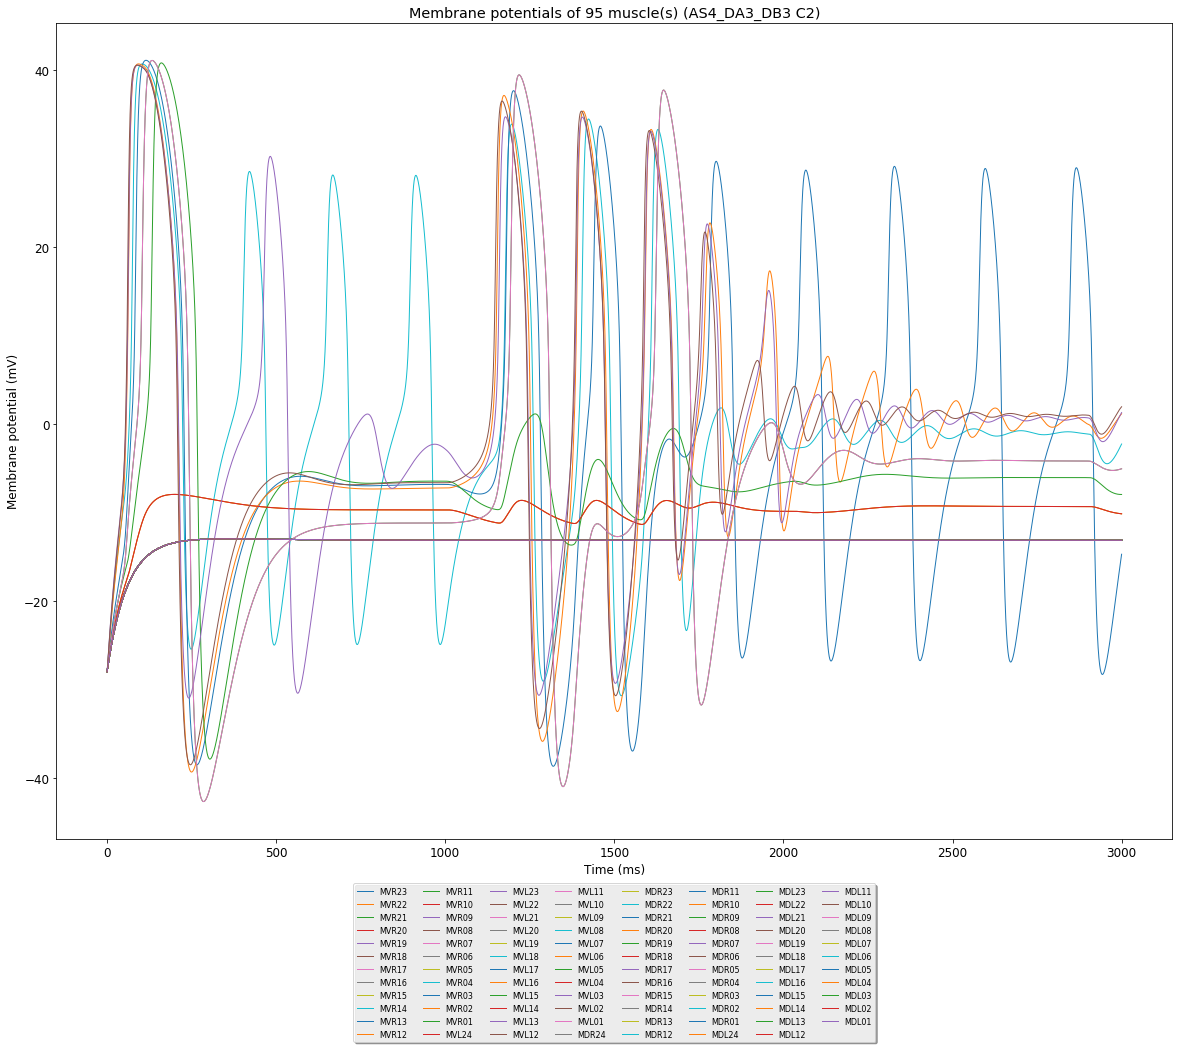 Membrane potentials of 95 muscle(s) (AS4_DA3_DB3 C2)
40
20
0
−20
−40
Membrane potential (mV)
0 500 1000 1500 2000 2500 3000
Time (ms)
MVR23 MVR11 MVL23 MVL11 MDR23 MDR11 MDL23 MDL11
MVR22 MVR10 MVL22 MVL10 MDR22 MDR10 MDL22 MDL10
MVR21 MVR09 MVL21 MVL09 MDR21 MDR09 MDL21 MDL09
MVR20 MVR08 MVL20 MVL08 MDR20 MDR08 MDL20 MDL08
MVR19 MVR07 MVL19 MVL07 MDR19 MDR07 MDL19 MDL07
MVR18 MVR06 MVL18 MVL06 MDR18 MDR06 MDL18 MDL06
MVR17 MVR05 MVL17 MVL05 MDR17 MDR05 MDL17 MDL05
MVR16 MVR04 MVL16 MVL04 MDR16 MDR04 MDL16 MDL04
MVR15 MVR03 MVL15 MVL03 MDR15 MDR03 MDL15 MDL03
MVR14 MVR02 MVL14 MVL02 MDR14 MDR02 MDL14 MDL02
MVR13 MVR01 MVL13 MVL01 MDR13 MDR01 MDL13 MDL01
MVR12 MVL24 MVL12 MDR24 MDR12 MDL24 MDL12